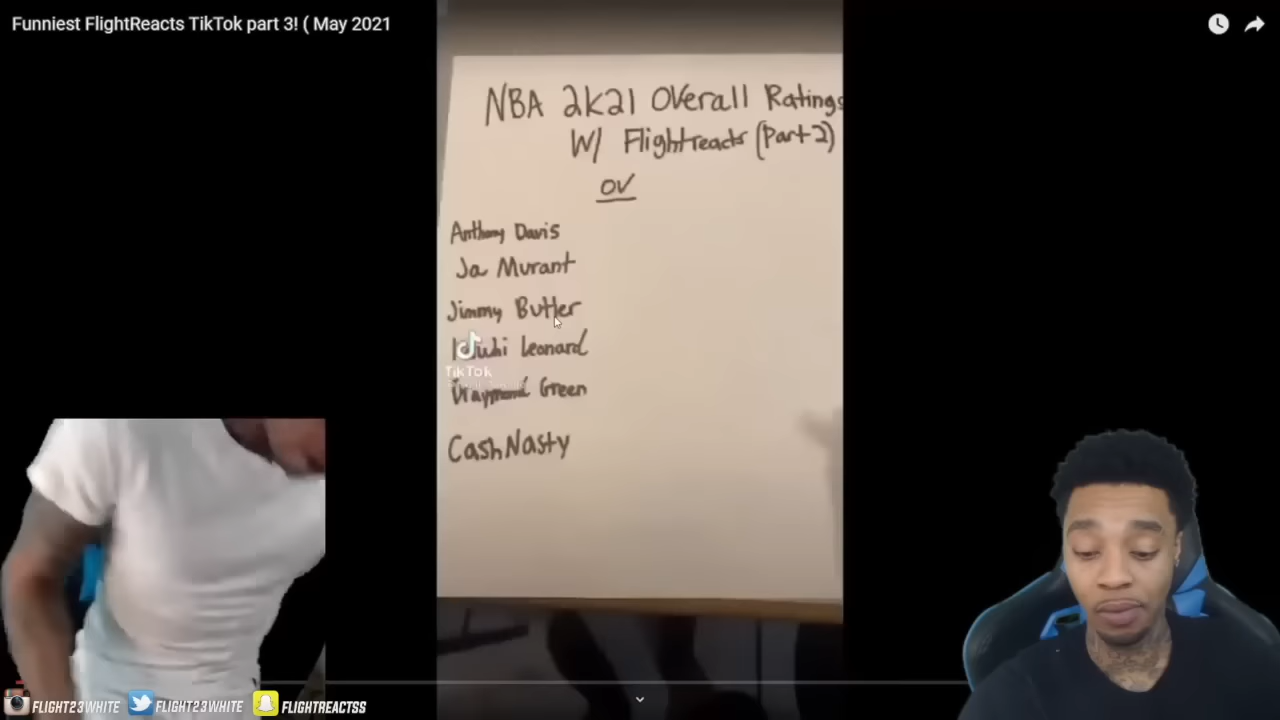 Funniest FlightReacts TikTok part 3! ( May 2021
NBA 2K21 Overall Ratings
W/ Flightreacts (Part 2)
OV
Anthony Davis
Ja Murant
Jimmy Butler
Leonard
TikTok
Draymond Green
CashNasty
FLIGHT23WHITE
FLIGHT23WHITE
FLIGHTREACTSS